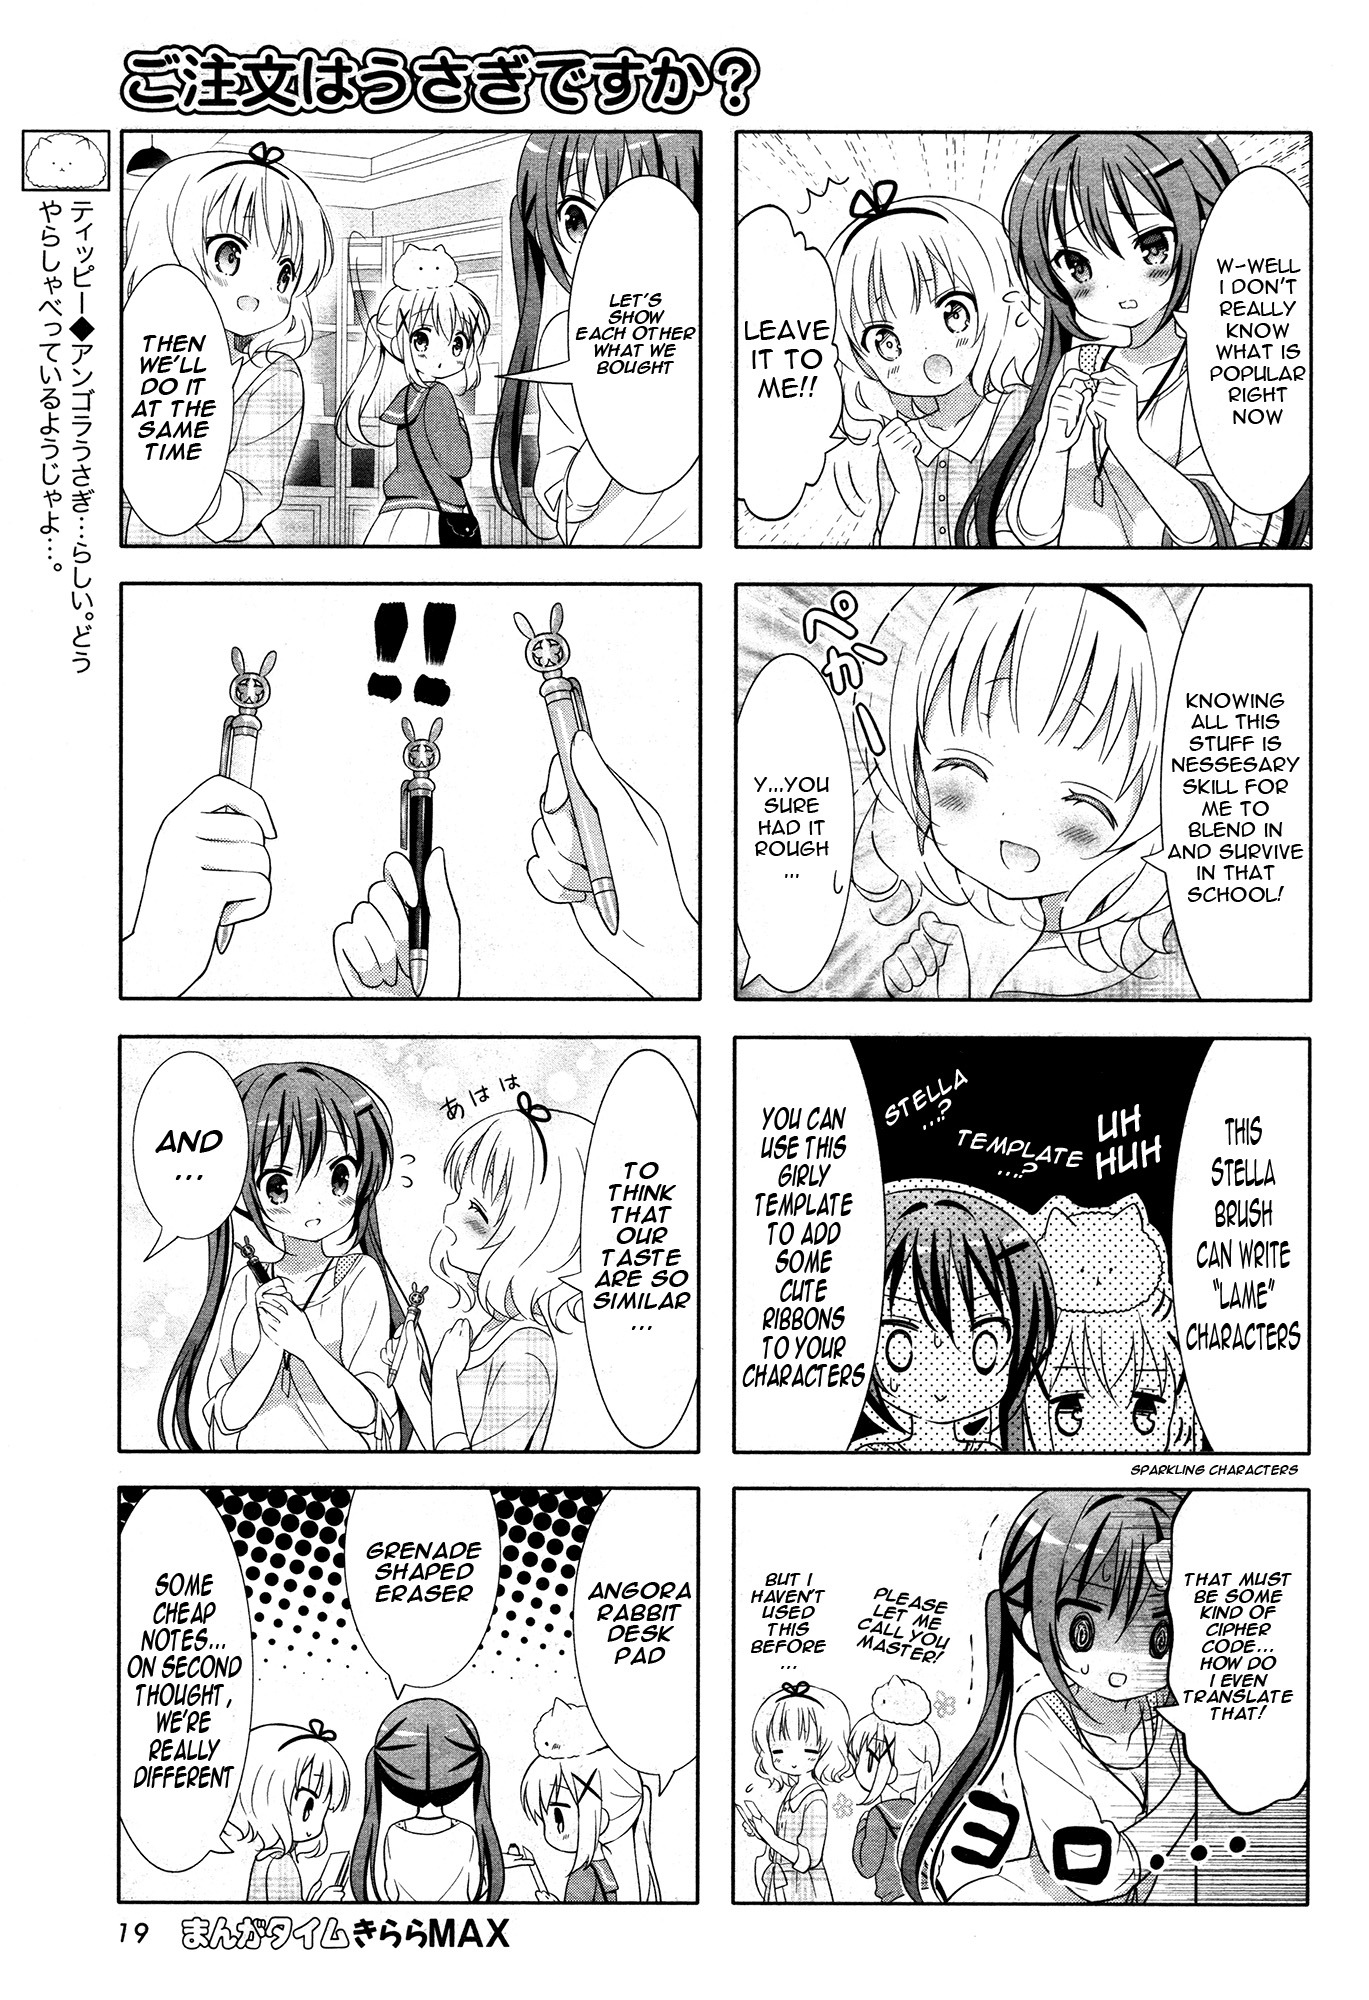 ご注文はうさぎですか？
W-WELL
I DON'T
REALLY
KNOW
WHAT IS
POPULAR
RIGHT
NOW
LEAVE
IT TO
ME!!
KNOWING
ALL THIS
STUFF IS
NESSESARY
SKILL FOR
ME TO
BLEND IN
AND SURVIVE
IN THAT
SCHOOL!
ペカーー
Y...YOU
SURE
HAD IT
ROUGH
...
THIS
STELLA
BRUSH
CAN WRITE
"LAME"
CHARACTERS
UH
HUH
STELLA
...?
TEMPLATE
...?
YOU CAN
USE THIS
GIRLY
TEMPLATE
TO ADD
SOME
CUTE
RIBBONS
TO YOUR
CHARACTERS
SPARKLING CHARACTERS
THAT MUST
BE SOME
KIND OF
CIPHER
CODE...
HOW DO
I EVEN
TRANSLATE
THAT!
PLEASE
LET ME
CALL YOU
MASTER!
BUT I
HAVEN'T
USED
THIS
BEFORE
...
ヨロ...
LET'S
SHOW
EACH OTHER
WHAT WE
BOUGHT
THEN
WE'LL
DO IT
AT THE
SAME
TIME
!!
TO
THINK
THAT
OUR
TASTE
ARE SO
SIMILAR
...
あはは
AND
...
ANGORA
RABBIT
DESK
PAD
GRENADE
SHAPED
ERASER
SOME
CHEAP
NOTES...
ON SECOND
THOUGHT,
WE'RE
REALLY
DIFFERENT
ティッピー◆アンゴラうさぎ…らしい。どう
やらしゃべっているようじゃよ…。
19 まんがタイムきららMAX